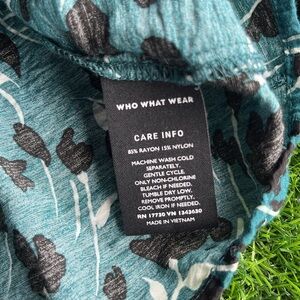 WHO WHAT WEAR
CARE INFO
85% RAYON 15% NYLON
MACHINE WASH COLD
SEPARATELY.
GENTLE CYCLE.
ONLY NON-CHLORINE
BLEACH IF NEEDED.
TUMBLE DRY LOW.
REMOVE PROMPTLY.
COOL IRON IF NEEDED.
RN 17730 VN 1243630
MADE IN VIETNAM